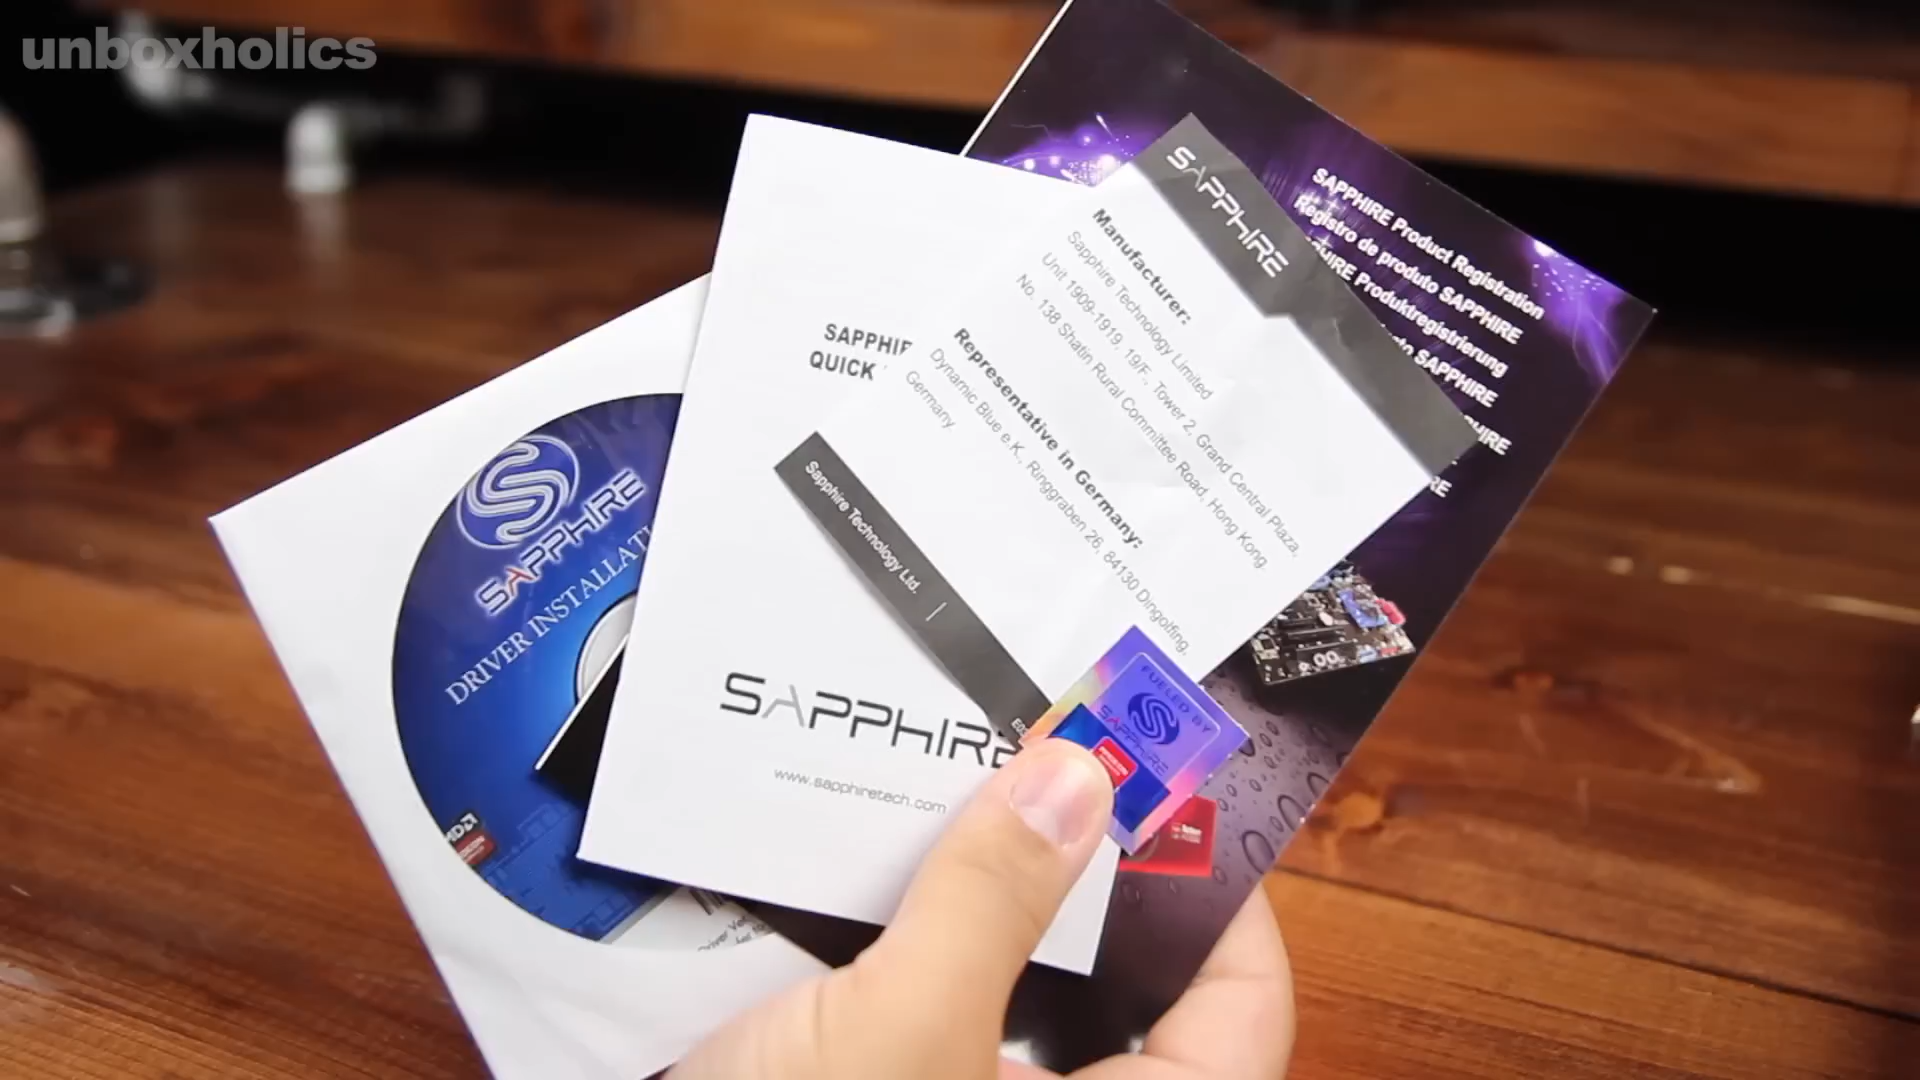 unboxholics
SAPPHIRE Product Registration
Registro de produto SAPPHIRE
Produktregistrierung
SAPPHIRE
SAPPHIRE
Manufacturer:
Sapphire Technology Limited
Unit 1909-1919, 19/F., Tower 2, Grand Central Plaza,
No. 138 Shatin Rural Committee Road, Hong Kong.
Representative in Germany:
Dynamic Blue e.K., Ringgraben 26, 84130 Dingolfing,
Germany
Sapphire Technology Ltd.
QUICK
SAPPHIRE
www.sapphiretech.com
SAPPHIRE
DRIVER
FUELED BY
SAPPHIRE